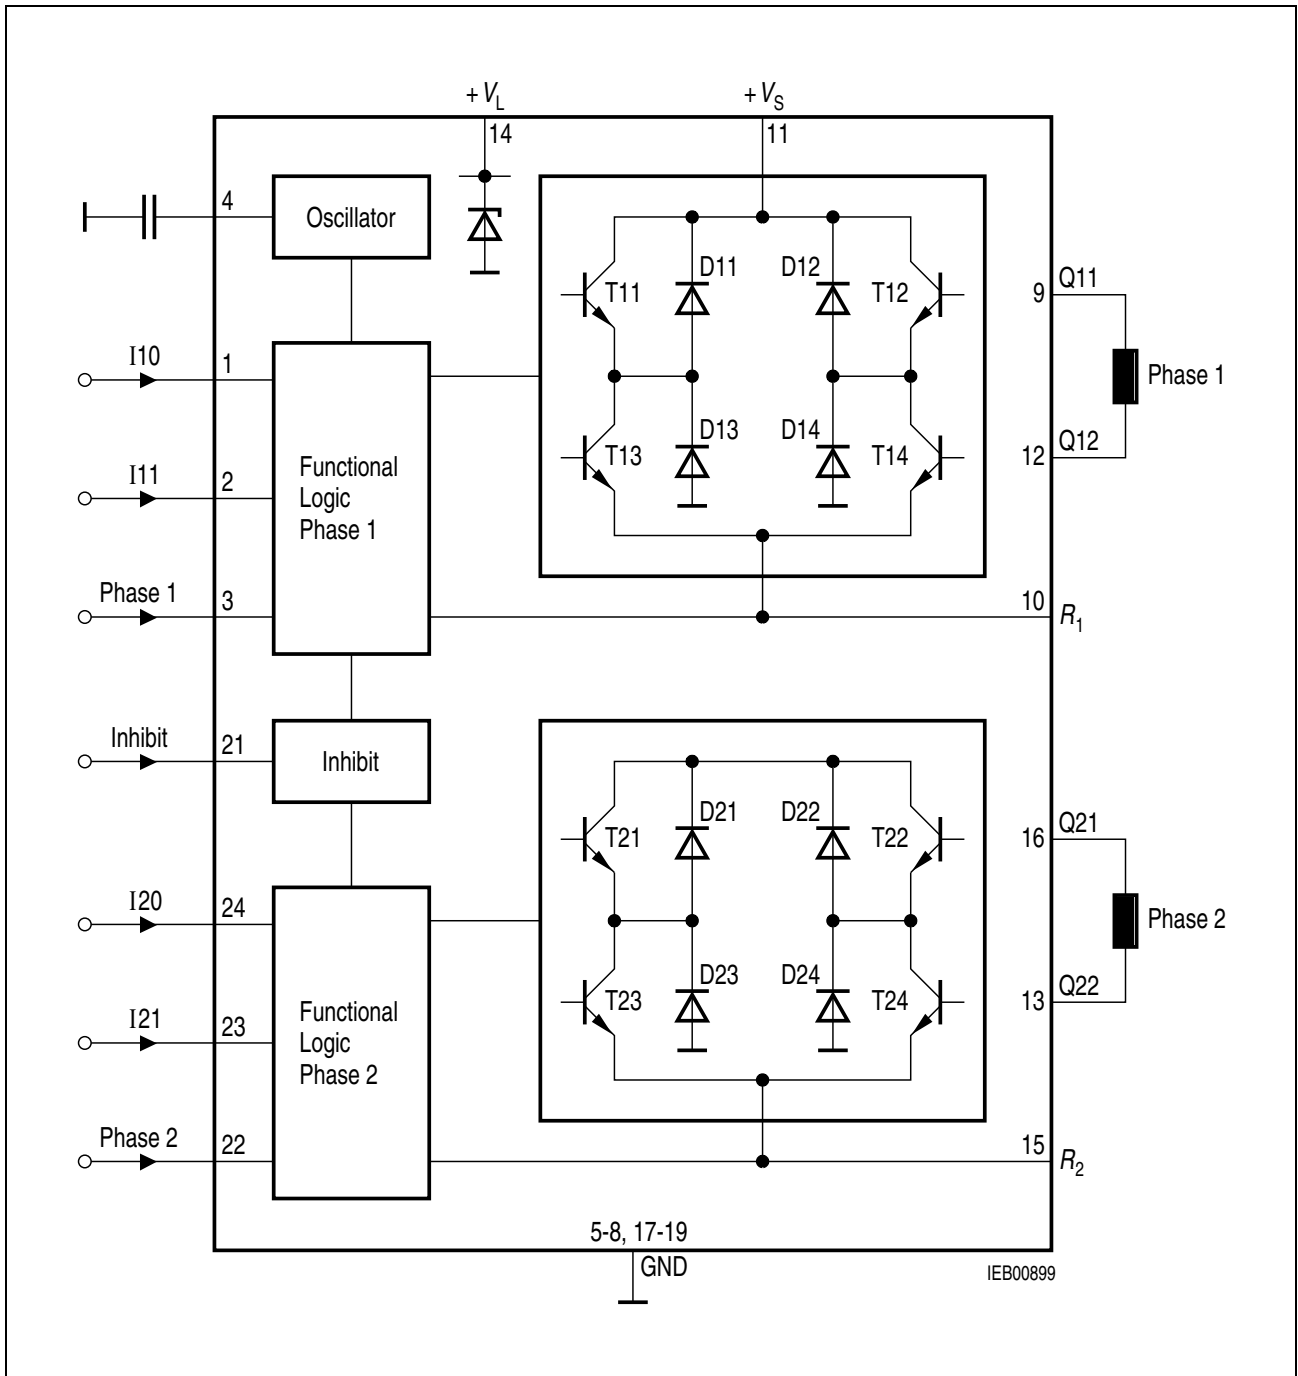 + VL
+ VS
14
11
4
Oscillator
D11
D12
T11
T12
9
Q11
I10
1
Phase 1
D13
D14
T13
T14
12
Q12
I11
2
Functional
Logic
Phase 1
Phase 1
3
10
R1
Inhibit
21
Inhibit
D21
D22
T21
T22
16
Q21
I20
24
Phase 2
D23
D24
T23
T24
13
Q22
I21
23
Functional
Logic
Phase 2
Phase 2
22
15
R2
5-8, 17-19
GND
IEB00899